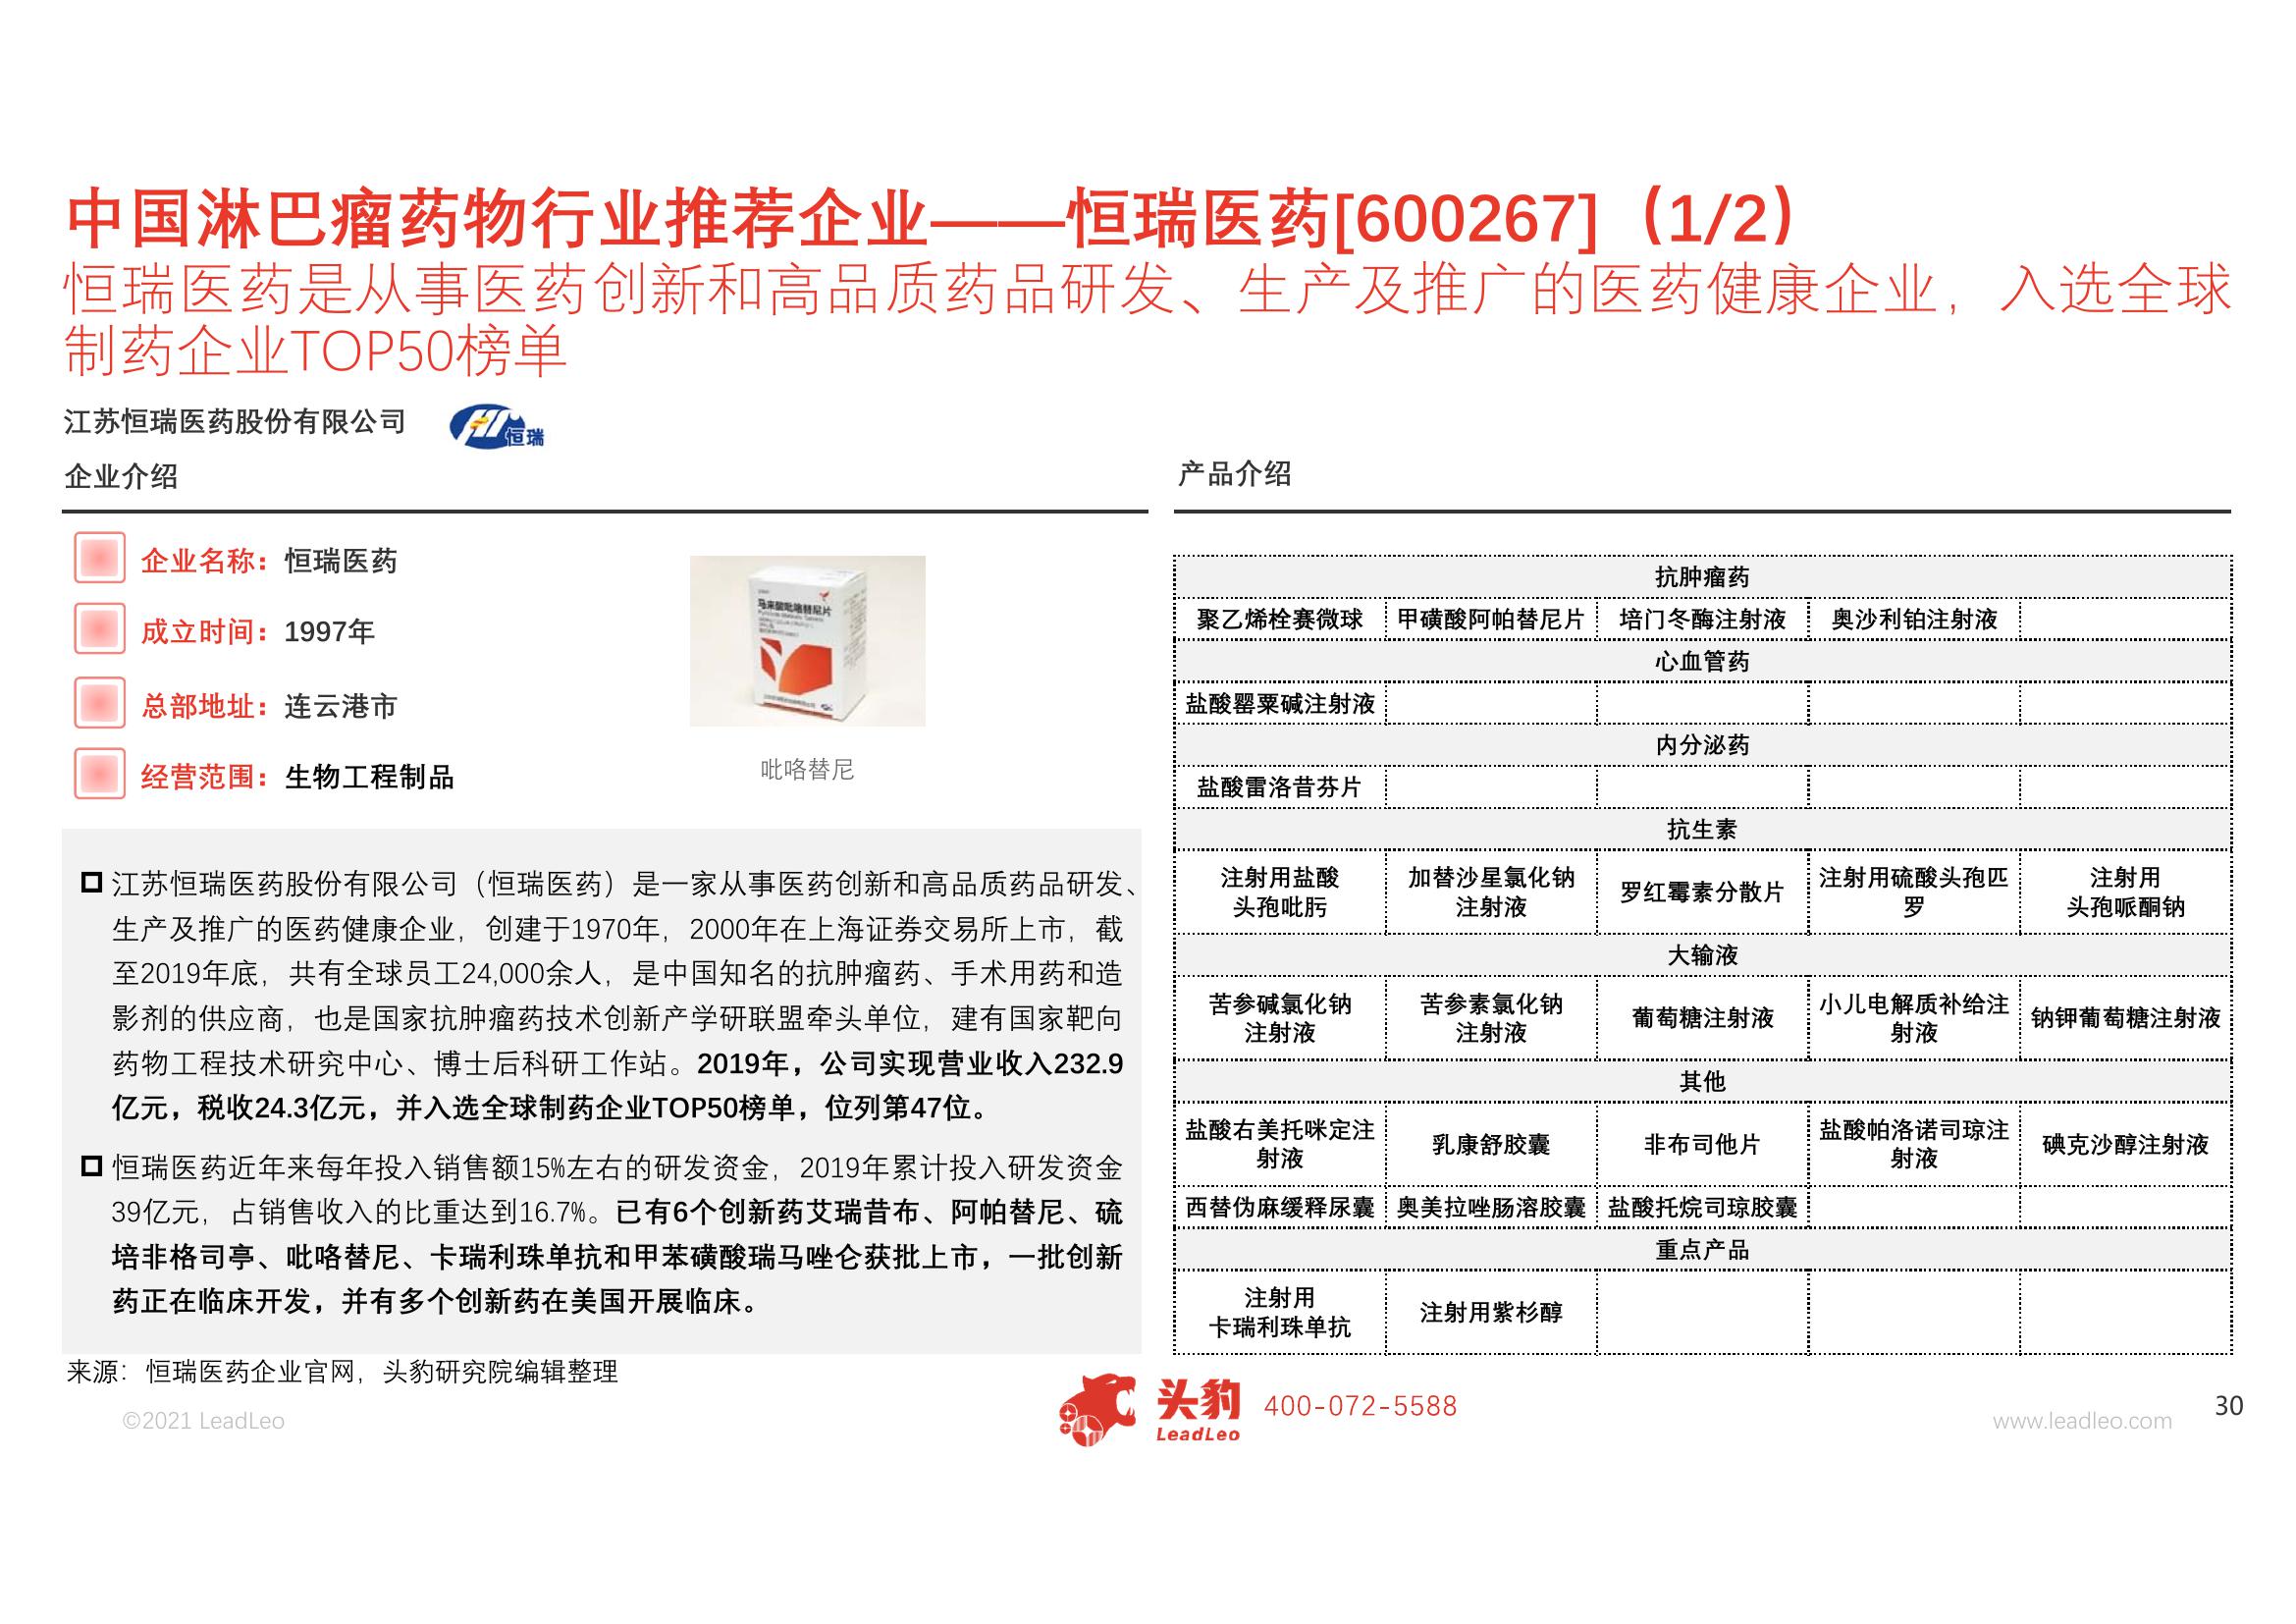 中国淋巴瘤药物行业推荐企业——恒瑞医药[600267]（1/2）
恒瑞医药是从事医药创新和高品质药品研发、生产及推广的医药健康企业，入选全球
制药企业TOP50榜单
江苏恒瑞医药股份有限公司
恒瑞
企业介绍
企业名称：恒瑞医药
成立时间：1997年
总部地址：连云港市
经营范围：生物工程制品
马来酸吡咯替尼片
吡咯替尼
江苏恒瑞医药股份有限公司（恒瑞医药）是一家从事医药创新和高品质药品研发、
生产及推广的医药健康企业，创建于1970年，2000年在上海证券交易所上市，截
至2019年底，共有全球员工24,000余人，是中国知名的抗肿瘤药、手术用药和造
影剂的供应商，也是国家抗肿瘤药技术创新产学研联盟牵头单位，建有国家靶向
药物工程技术研究中心、博士后科研工作站。2019年，公司实现营业收入232.9
亿元，税收24.3亿元，并入选全球制药企业TOP50榜单，位列第47位。
恒瑞医药近年来每年投入销售额15%左右的研发资金，2019年累计投入研发资金
39亿元，占销售收入的比重达到16.7%。已有6个创新药艾瑞昔布、阿帕替尼、硫
培非格司亭、吡咯替尼、卡瑞利珠单抗和甲苯磺酸瑞马唑仑获批上市，一批创新
药正在临床开发，并有多个创新药在美国开展临床。
产品介绍
抗肿瘤药
聚乙烯栓赛微球 甲磺酸阿帕替尼片 培门冬酶注射液 奥沙利铂注射液
心血管药
盐酸罂粟碱注射液
内分泌药
盐酸雷洛昔芬片
抗生素
注射用盐酸
头孢吡肟
加替沙星氯化钠
注射液
罗红霉素分散片
注射用硫酸头孢匹
罗
注射用
头孢哌酮钠
大输液
苦参碱氯化钠
注射液
苦参素氯化钠
注射液
葡萄糖注射液
小儿电解质补给注
射液
钠钾葡萄糖注射液
其他
盐酸右美托咪定注
射液
乳康舒胶囊
非布司他片
盐酸帕洛诺司琼注
射液
碘克沙醇注射液
西替伪麻缓释尿囊 奥美拉唑肠溶胶囊 盐酸托烷司琼胶囊
重点产品
注射用
卡瑞利珠单抗
注射用紫杉醇
来源：恒瑞医药企业官网，头豹研究院编辑整理
©2021 LeadLeo
头豹
LeadLeo
400-072-5588
www.leadleo.com
30